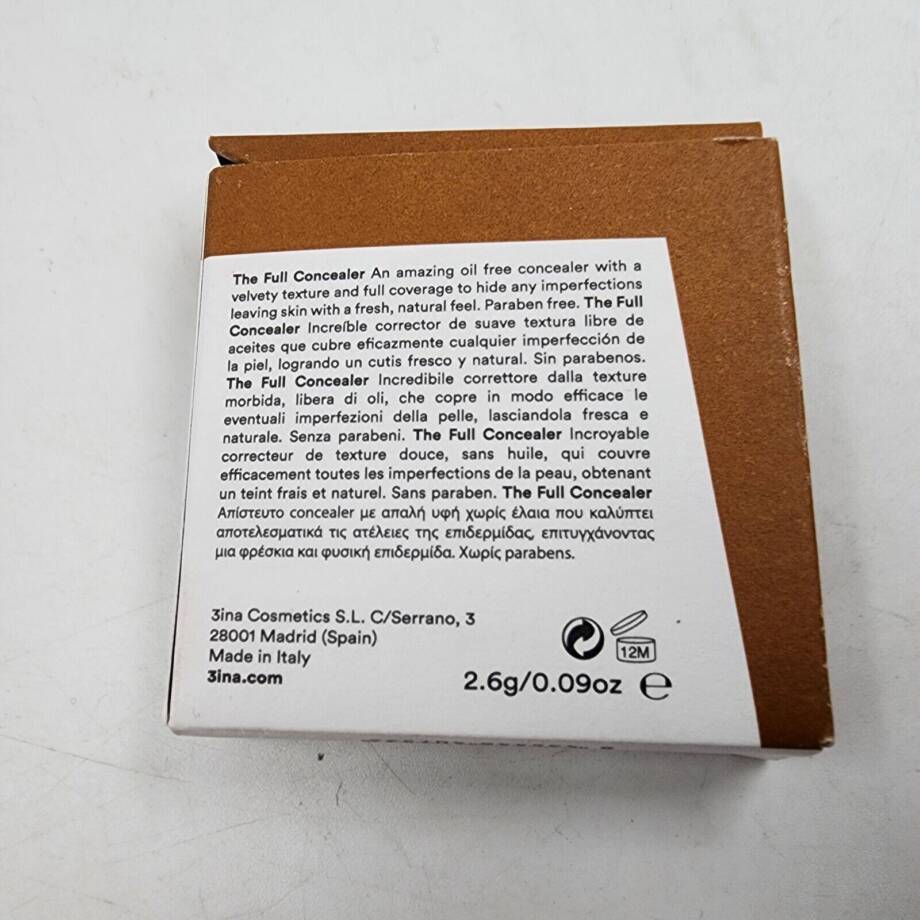 The Full Concealer An amazing oil free concealer with a
velvety texture and full coverage to hide any imperfections
leaving skin with a fresh, natural feel. Paraben free. The Full
Concealer Increíble corrector de suave textura libre de
aceites que cubre eficazmente cualquier imperfección de
la piel, logrando un cutis fresco y natural. Sin parabenos.
The Full Concealer Incredibile correttore dalla texture
morbida, libera di oli, che copre in modo efficace le
eventuali imperfezioni della pelle, lasciandola fresca e
naturale. Senza parabeni. The Full Concealer Incroyable
correcteur de texture douce, sans huile, qui couvre
efficacement toutes les imperfections de la peau, obtenant
un teint frais et naturel. Sans paraben. The Full Concealer
Απίστευτο concealer με απαλή υφή χωρίς έλαια που καλύπτει
αποτελεσματικά τις ατέλειες της επιδερμίδας, επιτυγχάνοντας
μια φρέσκια και φυσική επιδερμίδα. Χωρίς parabens.
3ina Cosmetics S.L. C/Serrano, 3
28001 Madrid (Spain)
Made in Italy
3ina.com
12M
2.6g/0.09oz e